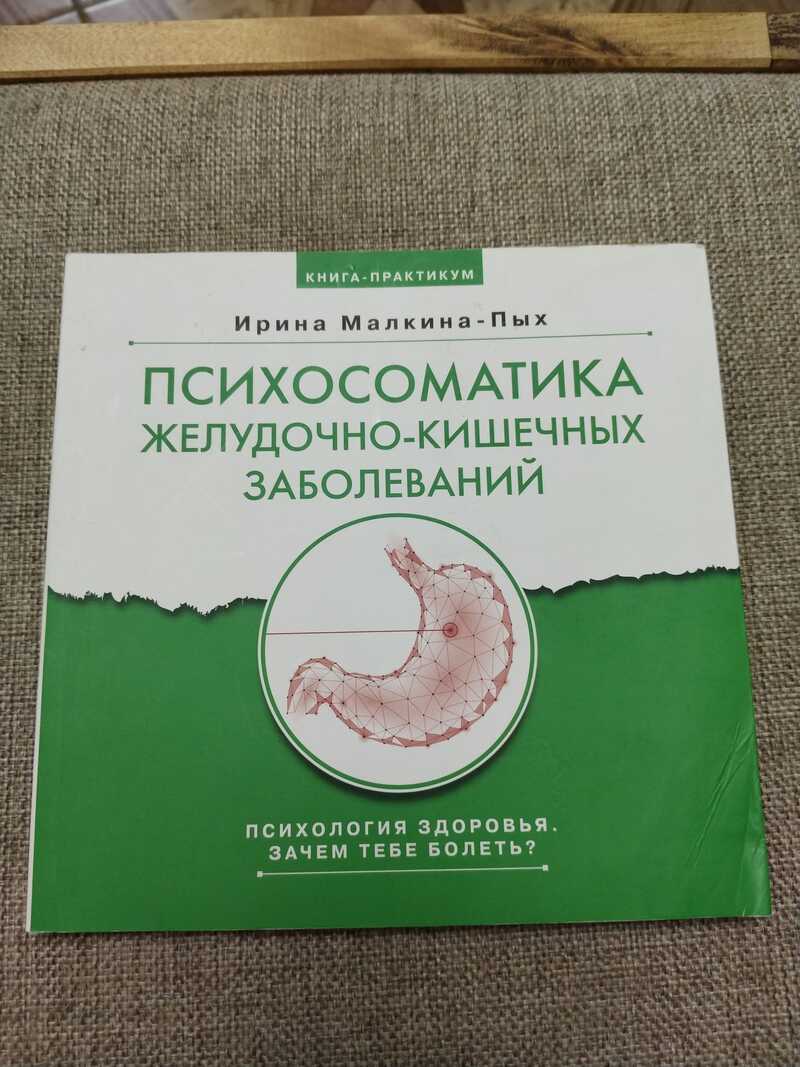 КНИГА-ПРАКТИКУМ
Ирина Малкина-Пых
ПСИХОСОМАТИКА
ЖЕЛУДОЧНО-КИШЕЧНЫХ
ЗАБОЛЕВАНИЙ
ПСИХОЛОГИЯ ЗДОРОВЬЯ.
ЗАЧЕМ ТЕБЕ БОЛЕТЬ?